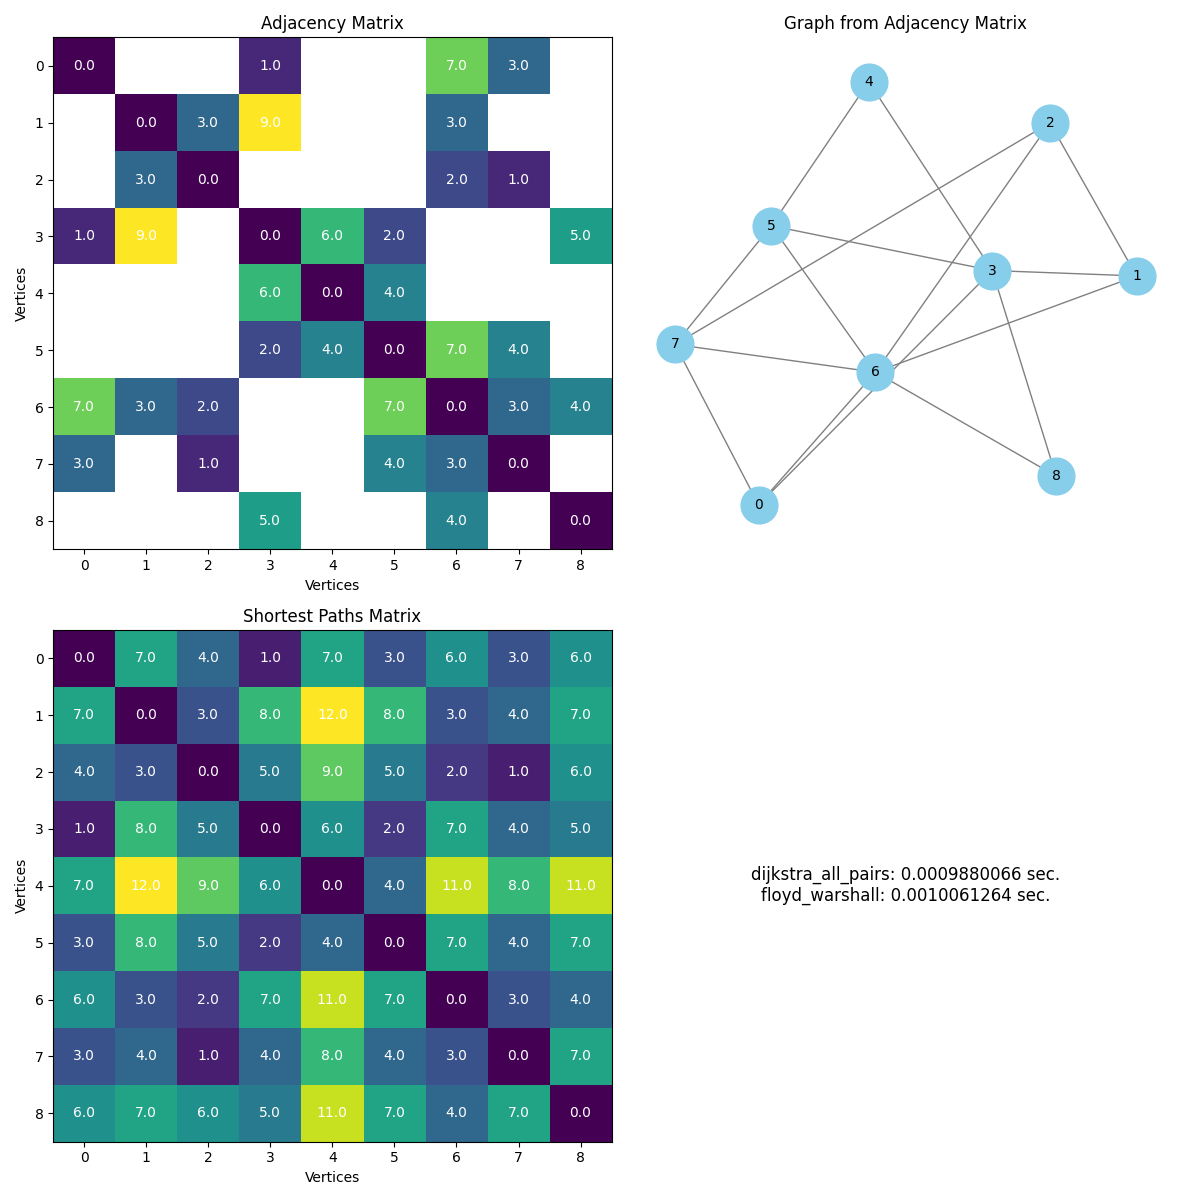 Adjacency Matrix
0 0.0 1.0 7.0 3.0
1 0.0 3.0 9.0 3.0
2 3.0 0.0 2.0 1.0
3 1.0 9.0 0.0 6.0 2.0 5.0
4 6.0 0.0 4.0
5 2.0 4.0 0.0 7.0 4.0
6 7.0 3.0 2.0 7.0 0.0 3.0 4.0
7 3.0 1.0 4.0 3.0 0.0
8 5.0 4.0 0.0
Vertices
0 1 2 3 4 5 6 7 8
Vertices
Graph from Adjacency Matrix
4
2
5
3
1
7
6
8
0
Shortest Paths Matrix
0 0.0 7.0 4.0 1.0 7.0 3.0 6.0 3.0 6.0
1 7.0 0.0 3.0 8.0 12.0 8.0 3.0 4.0 7.0
2 4.0 3.0 0.0 5.0 9.0 5.0 2.0 1.0 6.0
3 1.0 8.0 5.0 0.0 6.0 2.0 7.0 4.0 5.0
4 7.0 12.0 9.0 6.0 0.0 4.0 11.0 8.0 11.0
5 3.0 8.0 5.0 2.0 4.0 0.0 7.0 4.0 7.0
6 6.0 3.0 2.0 7.0 11.0 7.0 0.0 3.0 4.0
7 3.0 4.0 1.0 4.0 8.0 4.0 3.0 0.0 7.0
8 6.0 7.0 6.0 5.0 11.0 7.0 4.0 7.0 0.0
Vertices
0 1 2 3 4 5 6 7 8
Vertices
dijkstra_all_pairs: 0.0009880066 sec.
floyd_warshall: 0.0010061264 sec.